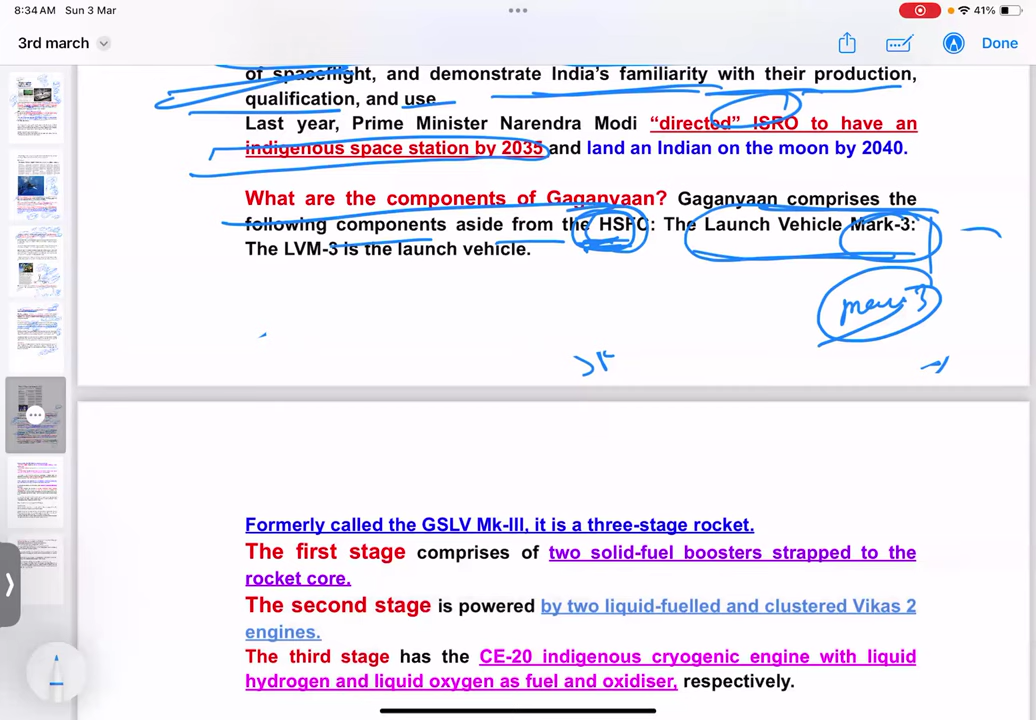 8:34 AM Sun 3 Mar
41%
3rd march
Done
of spaceflight, and demonstrate India's familiarity with their production,
qualification, and use
Last year, Prime Minister Narendra Modi “directed” ISRO to have an
indigenous space station by 2035 and land an Indian on the moon by 2040.
What are the components of Gaganyaan? Gaganyaan comprises the
following components aside from the HSFC: The Launch Vehicle Mark-3:
The LVM-3 is the launch vehicle.
Formerly called the GSLV Mk-III, it is a three-stage rocket.
The first stage comprises of two solid-fuel boosters strapped to the
rocket core.
The second stage is powered by two liquid-fuelled and clustered Vikas 2
engines.
The third stage has the CE-20 indigenous cryogenic engine with liquid
hydrogen and liquid oxygen as fuel and oxidiser, respectively.